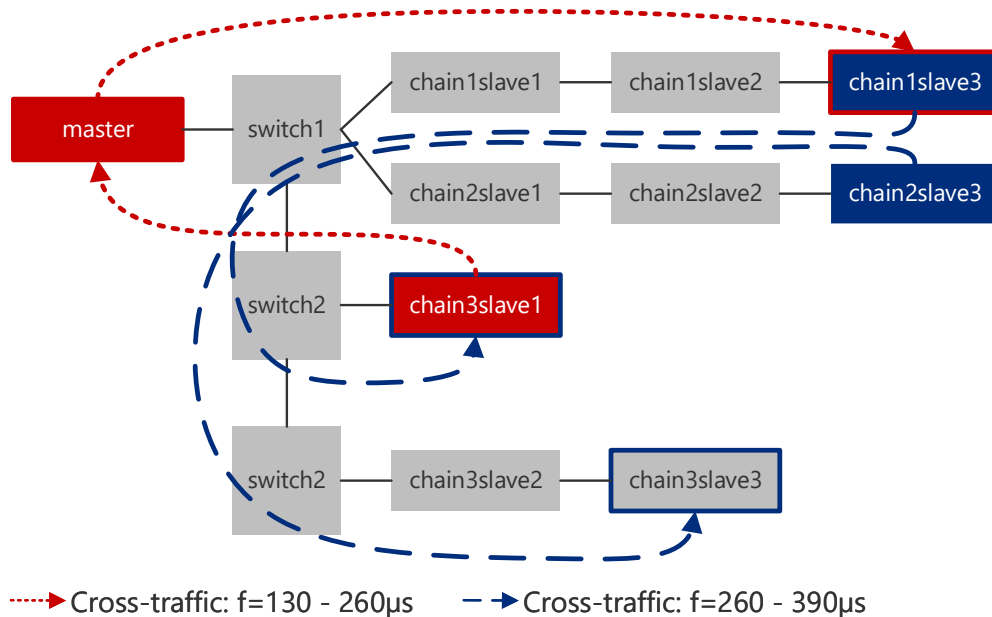 chain1slave1
chain1slave2
chain1slave3
master
switch1
chain2slave1
chain2slave2
chain2slave3
switch2
chain3slave1
switch2
chain3slave2
chain3slave3
Cross-traffic: f=130 - 260µs
Cross-traffic: f=260 - 390µs